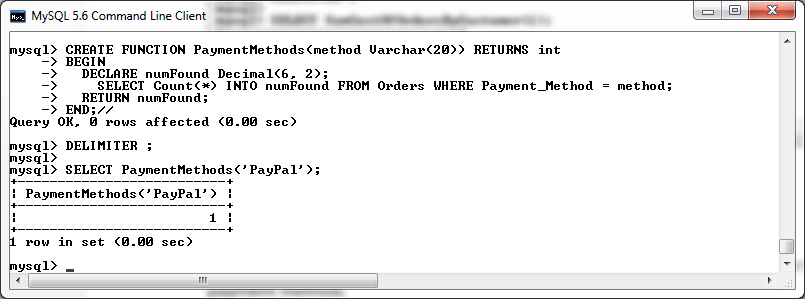 MySQL 5.6 Command Line Client
mysql> CREATE FUNCTION PaymentMethods(method Varchar(20)) RETURNS int
    -> BEGIN
    ->   DECLARE numFound Decimal(6, 2);
    ->     SELECT Count(*) INTO numFound FROM Orders WHERE Payment_Method = method;
    ->   RETURN numFound;
    -> END;//
Query OK, 0 rows affected (0.00 sec)
mysql> DELIMITER ;
mysql>
mysql> SELECT PaymentMethods('PayPal');
+--------------------------+
¦ PaymentMethods('PayPal') ¦
+--------------------------+
¦                        1 ¦
+--------------------------+
1 row in set (0.00 sec)
mysql> _